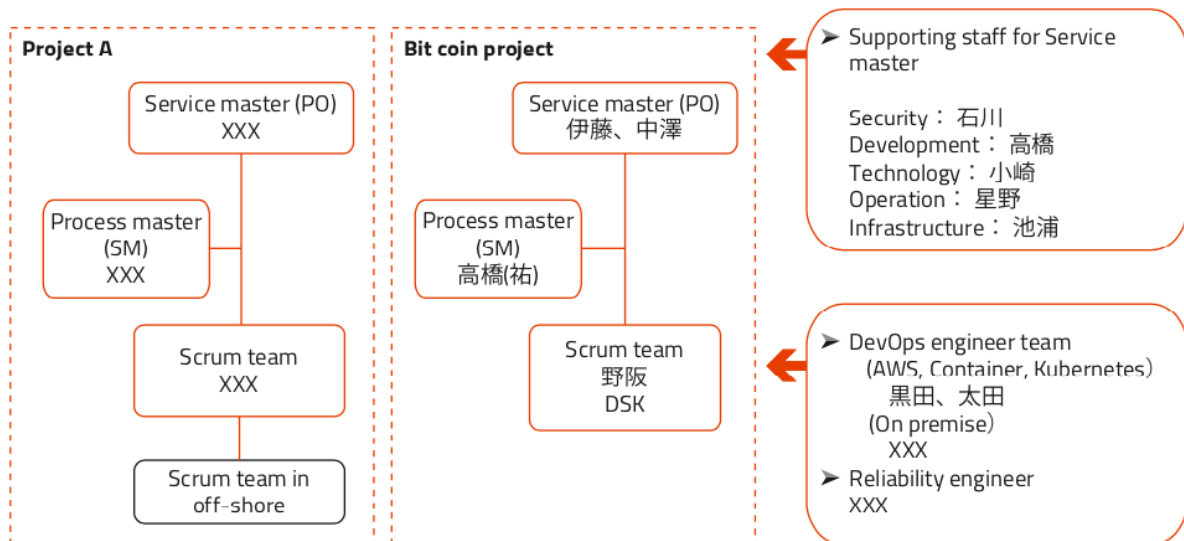 Project A
Service master (PO)
XXX
Process master
(SM)
XXX
Scrum team
XXX
Scrum team in
off-shore
Bit coin project
Service master (PO)
伊藤、中澤
Process master
(SM)
高橋(祐)
Scrum team
野阪
DSK
➤ Supporting staff for Service
master
Security： 石川
Development： 高橋
Technology： 小崎
Operation： 星野
Infrastructure： 池浦
➤ DevOps engineer team
(AWS, Container, Kubernetes）
黒田、太田
(On premise）
XXX
➤ Reliability engineer
XXX